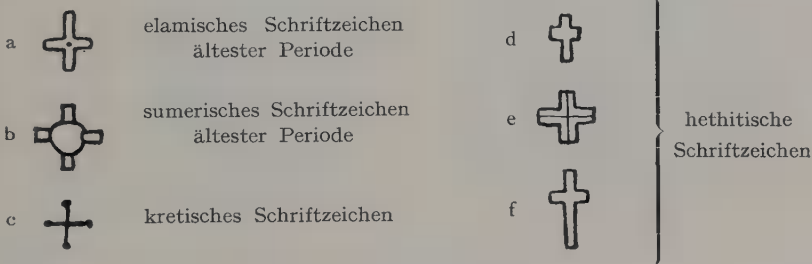 a elamisches Schriftzeichen
ältester Periode
b sumerisches Schriftzeichen
ältester Periode
c kretisches Schriftzeichen
d
e
f
hethitische
Schriftzeichen